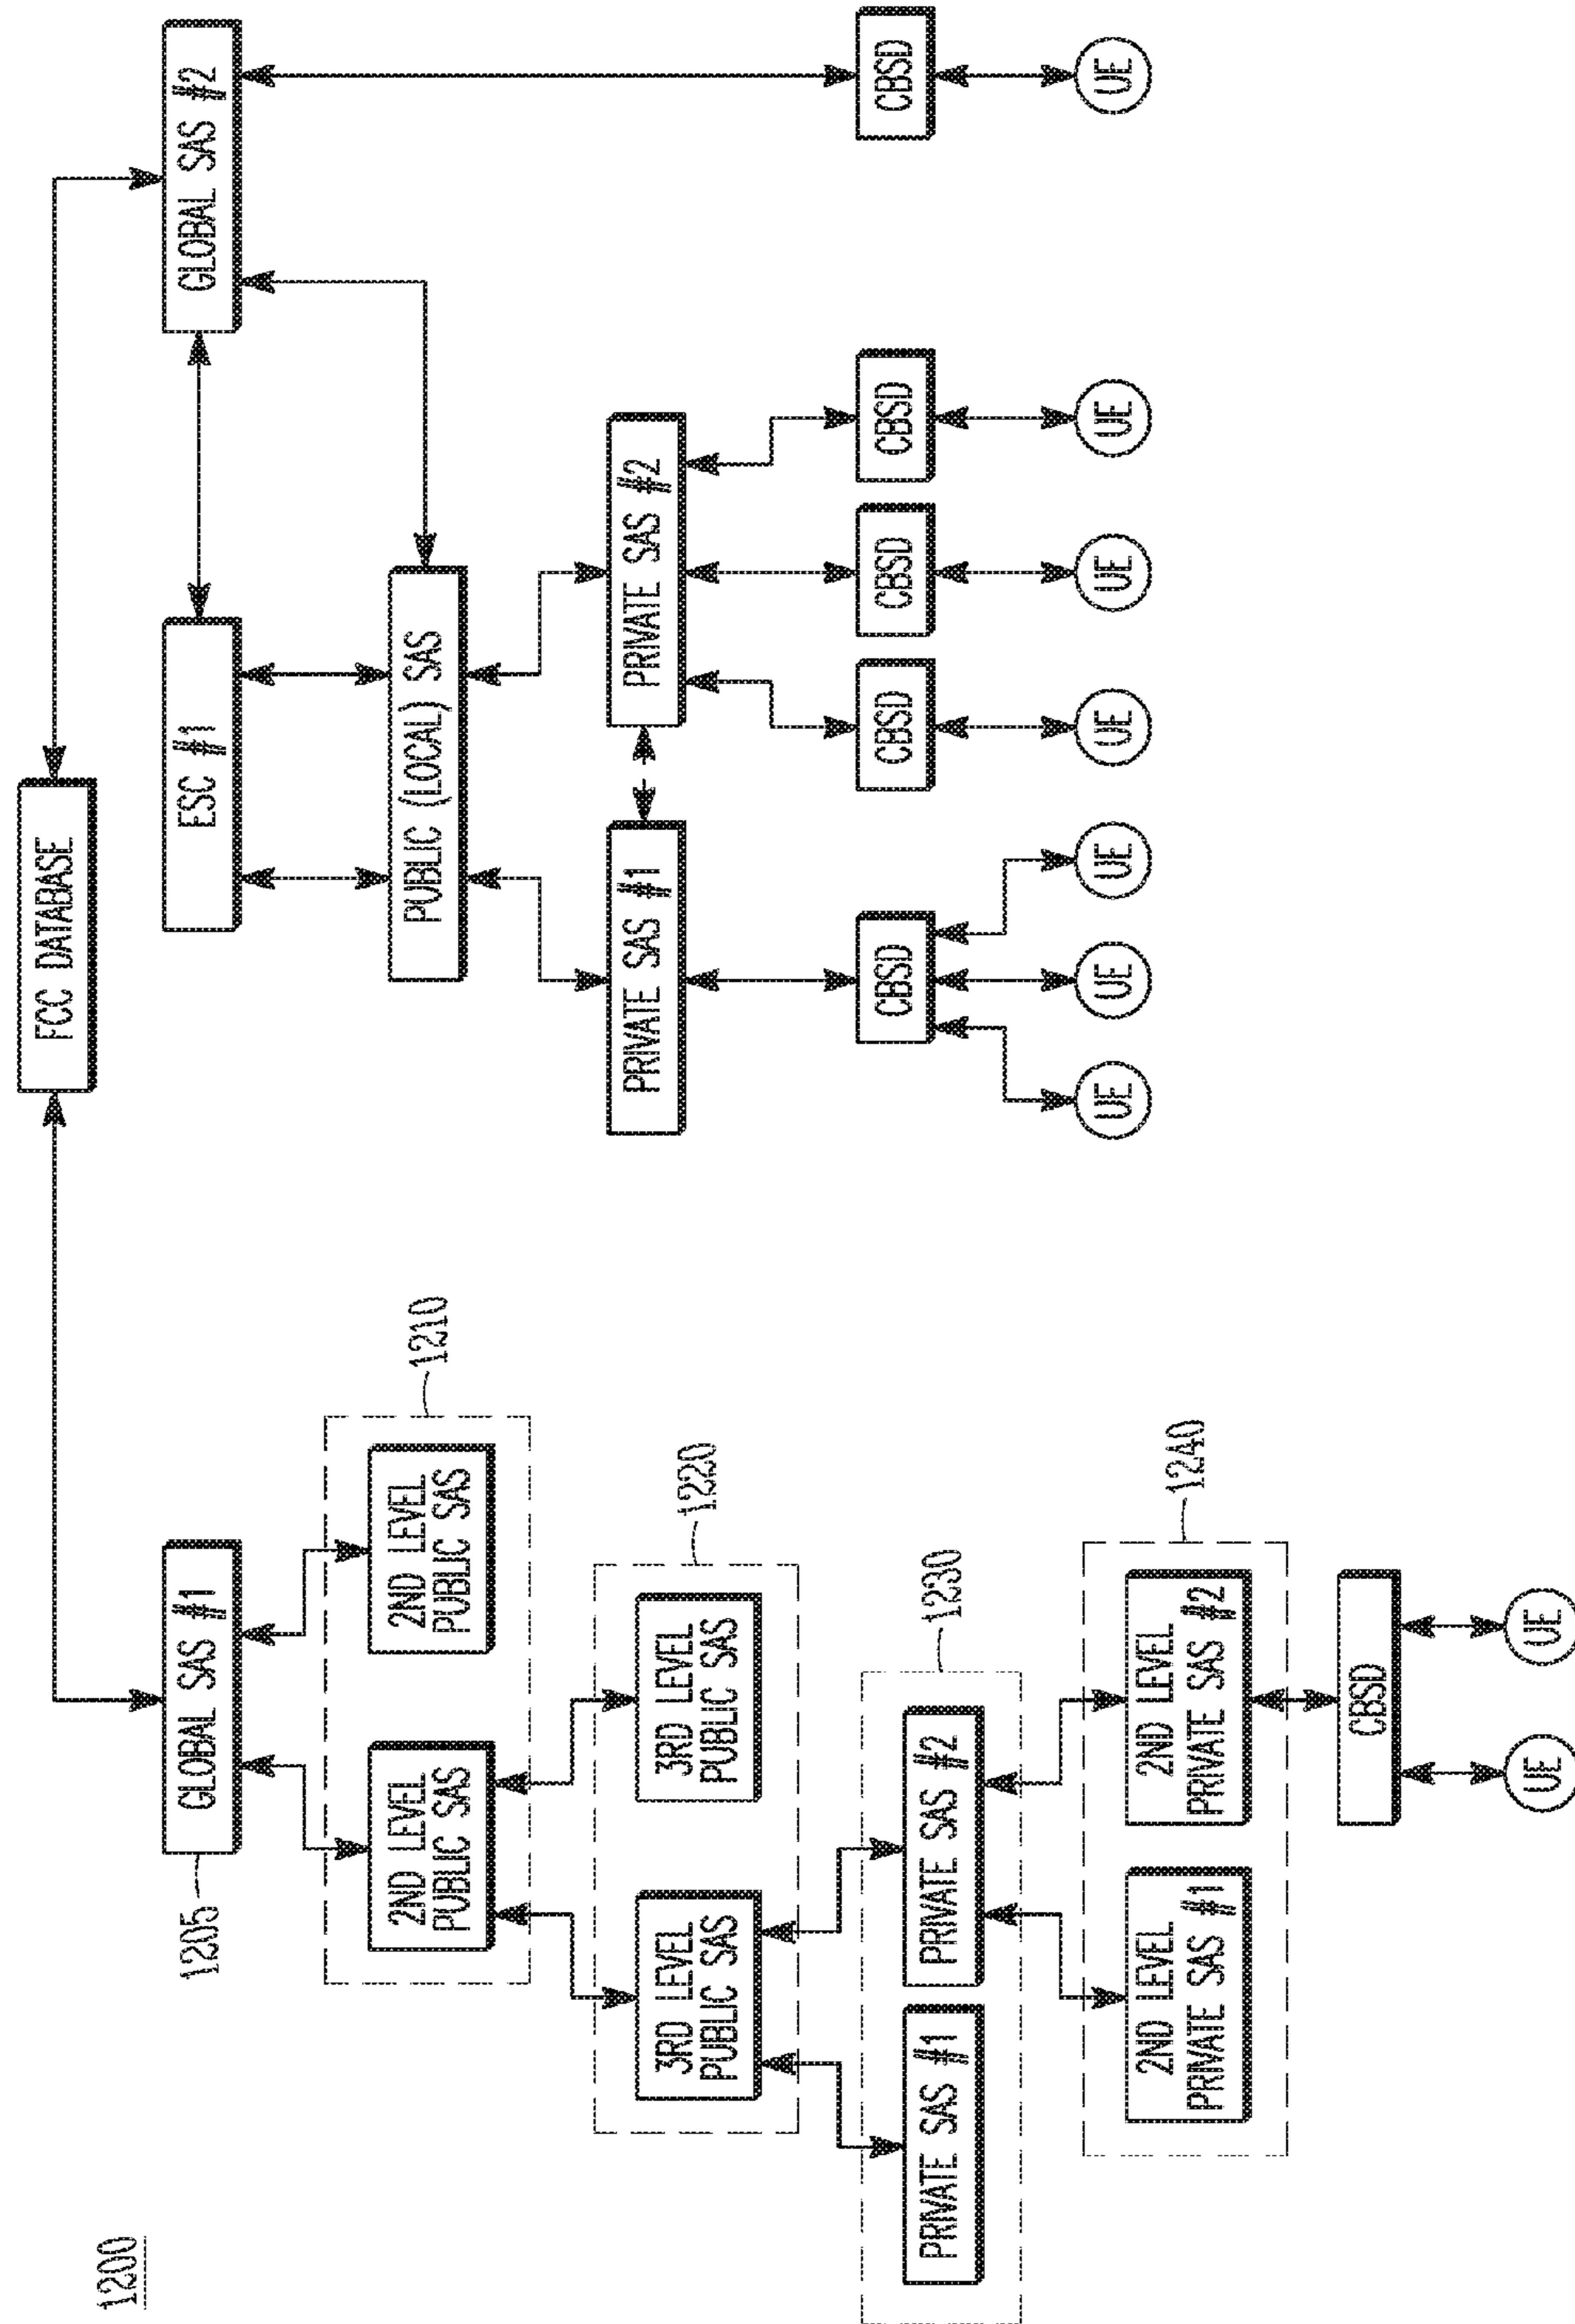 1200
FCC DATABASE
1205
GLOBAL SAS #1
ESC #1
GLOBAL SAS #2
2ND LEVEL
PUBLIC SAS
2ND LEVEL
PUBLIC SAS
1210
PUBLIC (LOCAL) SAS
3RD LEVEL
PUBLIC SAS
3RD LEVEL
PUBLIC SAS
1220
PRIVATE SAS #1
PRIVATE SAS #2
PRIVATE SAS #1
PRIVATE SAS #2
1230
CBSD
CBSD
CBSD
CBSD
CBSD
2ND LEVEL
PRIVATE SAS #1
2ND LEVEL
PRIVATE SAS #2
1240
UE
UE
UE
UE
UE
UE
UE
CBSD
UE
UE